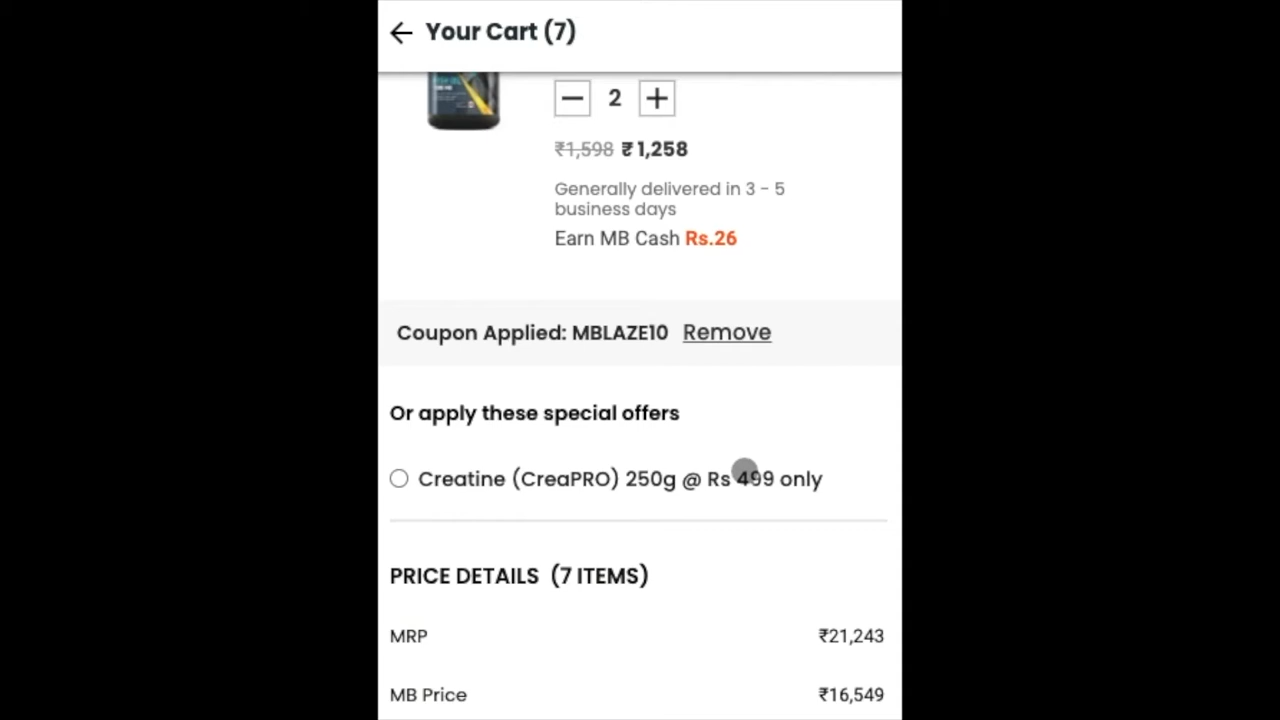 Your Cart (7)
2
₹1,598 ₹1,258
Generally delivered in 3 - 5
business days
Earn MB Cash Rs.26
Coupon Applied: MBLAZE10 Remove
Or apply these special offers
Creatine (CreaPRO) 250g @ Rs 499 only
PRICE DETAILS (7 ITEMS)
MRP ₹21,243
MB Price ₹16,549